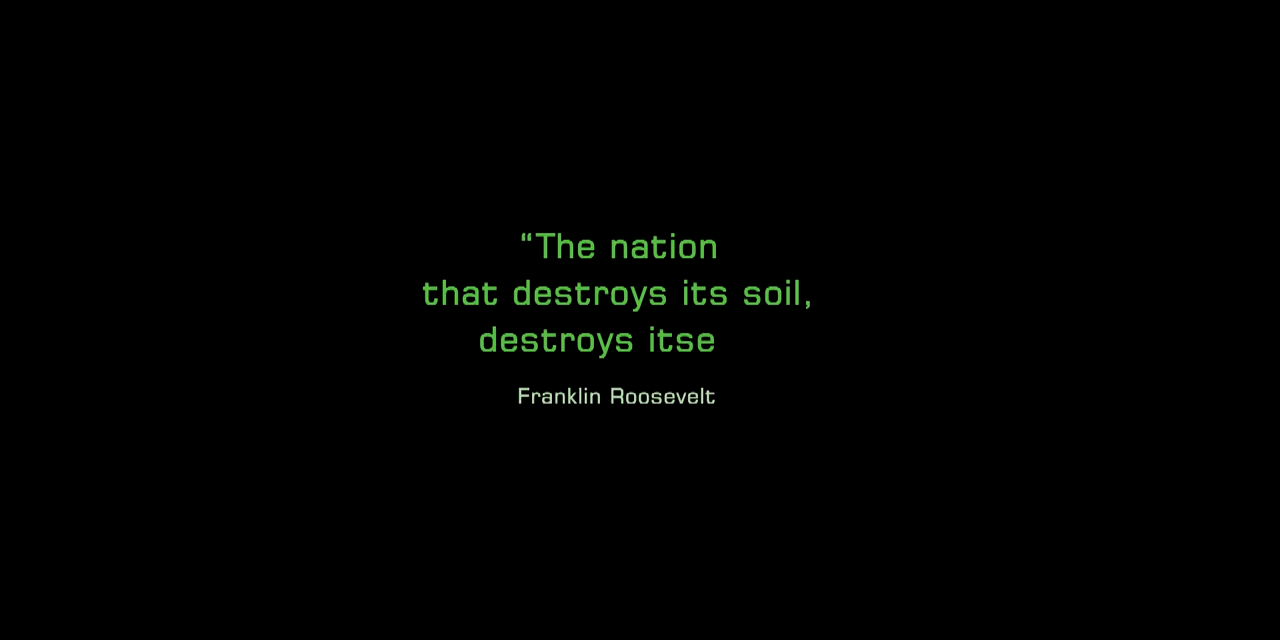 “The nation
that destroys its soil,
destroys itse
Franklin Roosevelt